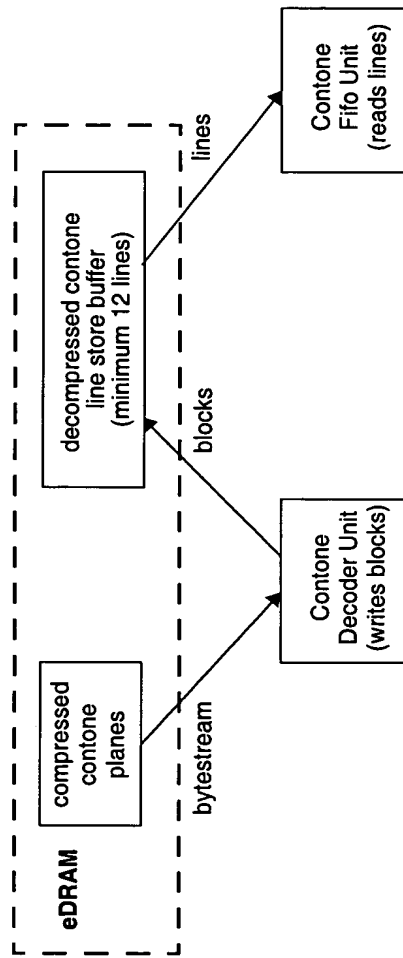 eDRAM
compressed
contone
planes
decompressed contone
line store buffer
(minimum 12 lines)
bytestream
blocks
lines
Contone
Decoder Unit
(writes blocks)
Contone
Fifo Unit
(reads lines)